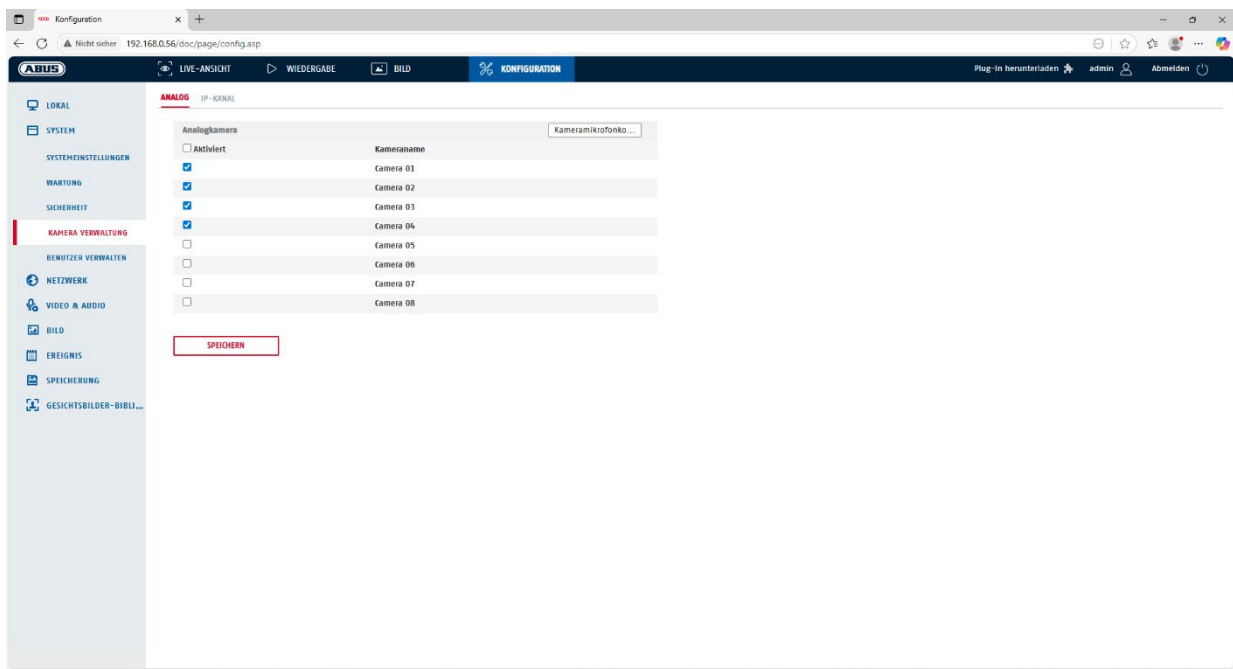 Konfiguration
Nicht sicher 192.168.0.56/doc/page/config.asp
ABUS LIVE-ANSICHT WIEDERGABE BILD KONFIGURATION Plug-in herunterladen admin Abmelden
ANALOG IP-KANAL
LOKAL
SYSTEM
SYSTEMEINSTELLUNGEN
WARTUNG
SICHERHEIT
KAMERA VERWALTUNG
BENUTZER VERWALTEN
NETZWERK
VIDEO & AUDIO
BILD
EREIGNIS
SPEICHERUNG
GESICHTSBILDER-BIBLI...
Analogkamera Kameramikrofonko...
Aktiviert Kameraname
Camera 01
Camera 02
Camera 03
Camera 04
Camera 05
Camera 06
Camera 07
Camera 08
SPEICHERN